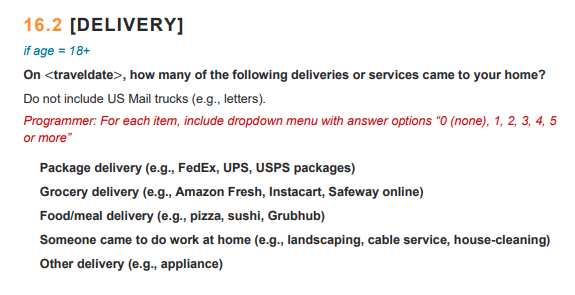 16.2 [DELIVERY]
if age = 18+
On <traveldate>, how many of the following deliveries or services came to your home?
Do not include US Mail trucks (e.g., letters).
Programmer: For each item, include dropdown menu with answer options “0 (none), 1, 2, 3, 4, 5
or more”
Package delivery (e.g., FedEx, UPS, USPS packages)
Grocery delivery (e.g., Amazon Fresh, Instacart, Safeway online)
Food/meal delivery (e.g., pizza, sushi, Grubhub)
Someone came to do work at home (e.g., landscaping, cable service, house-cleaning)
Other delivery (e.g., appliance)